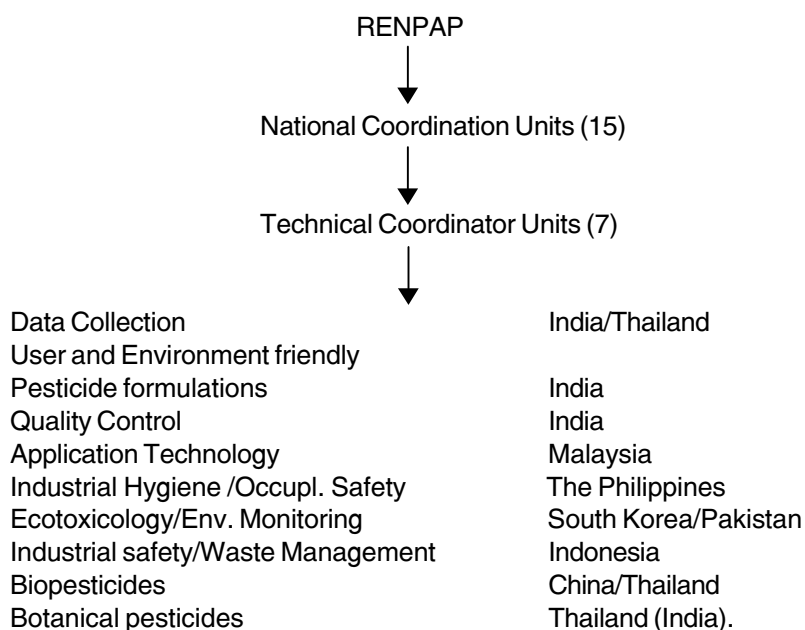 RENPAP
National Coordination Units (15)
Technical Coordinator Units (7)
Data Collection India/Thailand
User and Environment friendly
Pesticide formulations India
Quality Control India
Application Technology Malaysia
Industrial Hygiene /Occupl. Safety The Philippines
Ecotoxicology/Env. Monitoring South Korea/Pakistan
Industrial safety/Waste Management Indonesia
Biopesticides China/Thailand
Botanical pesticides Thailand (India).